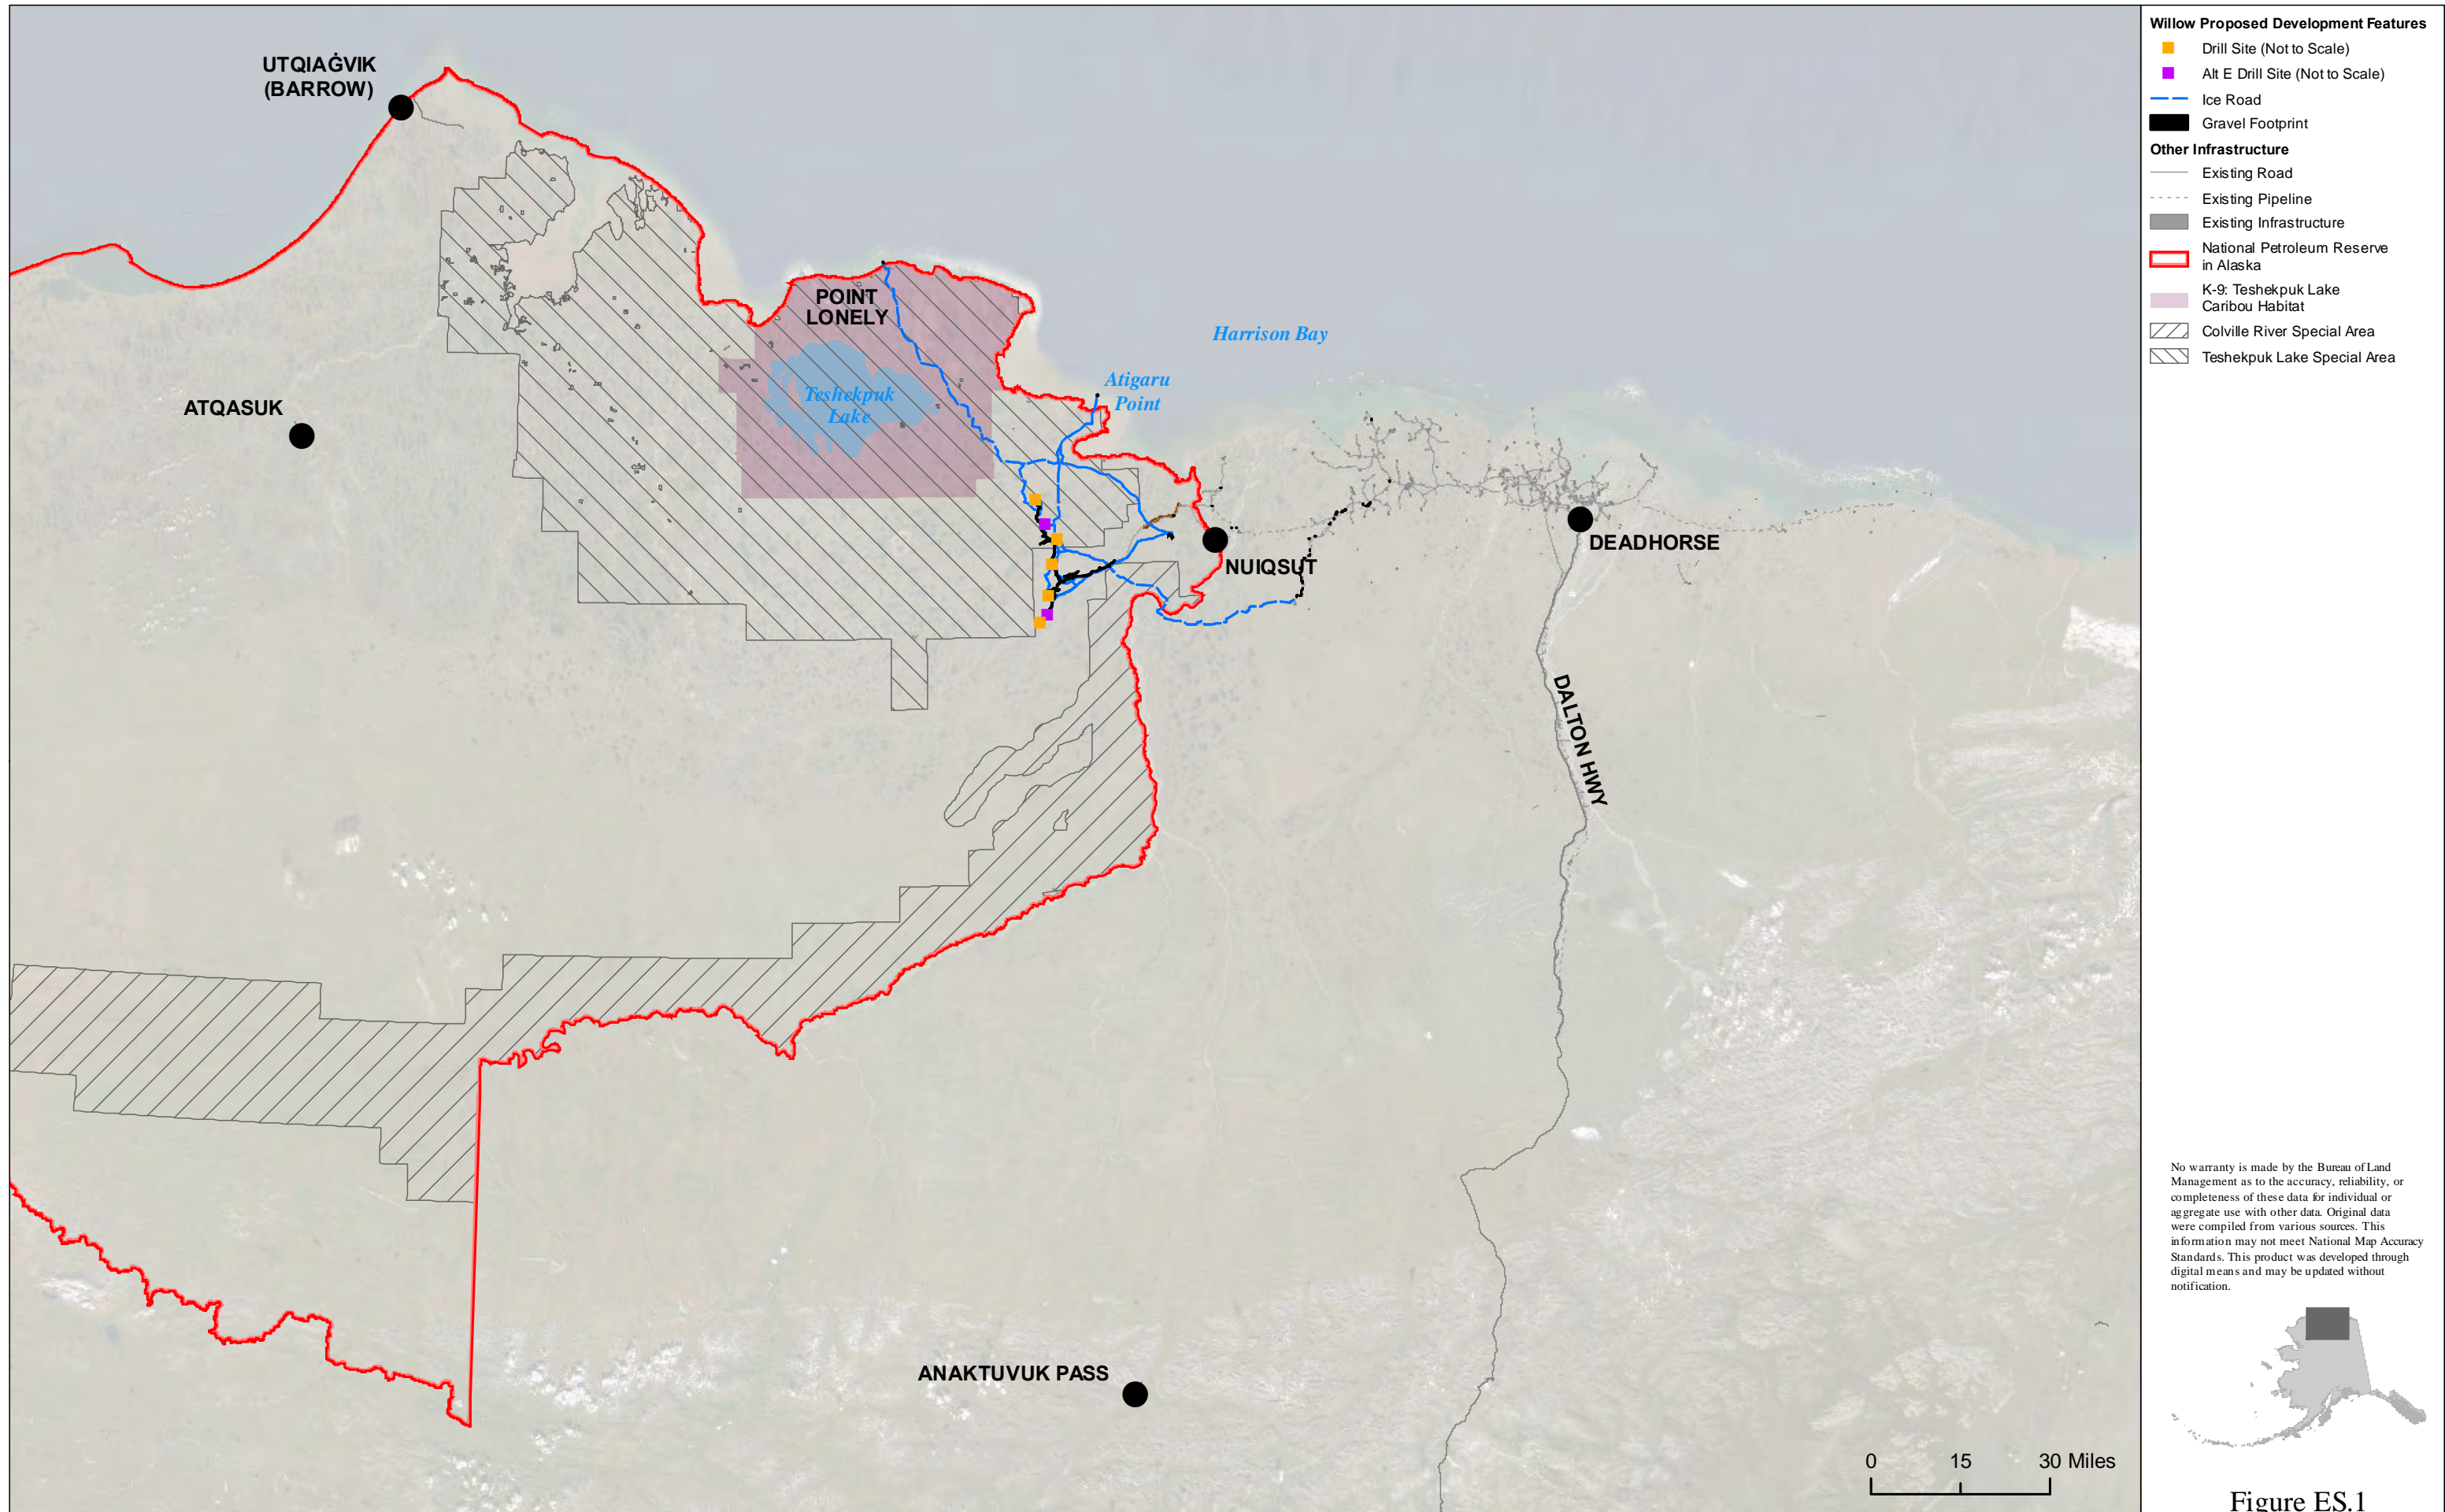 UTQIAĠVIK
(BARROW)
POINT
LONELY
Harrison Bay
Atigaru
Point
Teshekpuk
Lake
ATQASUK
DEADHORSE
NUIQSUT
DALTON HWY
ANAKTUVUK PASS
0 15 30 Miles
Willow Proposed Development Features
Drill Site (Not to Scale)
Alt E Drill Site (Not to Scale)
Ice Road
Gravel Footprint
Other Infrastructure
Existing Road
Existing Pipeline
Existing Infrastructure
National Petroleum Reserve
in Alaska
K-9: Teshekpuk Lake
Caribou Habitat
Colville River Special Area
Teshekpuk Lake Special Area
No warranty is made by the Bureau of Land
Management as to the accuracy, reliability, or
completeness of these data for individual or
aggregate use with other data. Original data
were compiled from various sources. This
information may not meet National Map Accuracy
Standards. This product was developed through
digital means and may be updated without
notification.
Figure ES.1